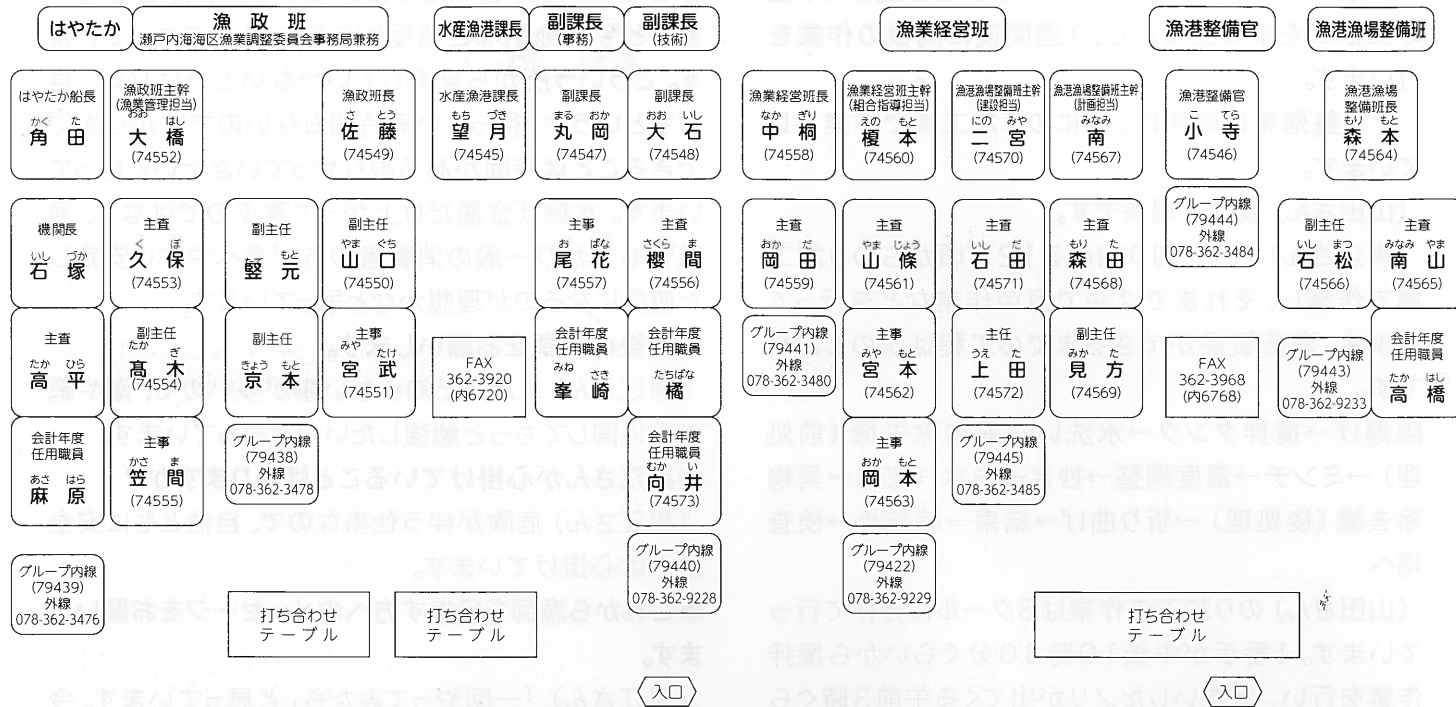 はやたか
漁政班
瀬戸内海海区漁業調整委員会事務局兼務
水産漁港課長
副課長
(事務)
副課長
(技術)
漁業経営班
漁港整備官
漁港漁場整備班
はやたか船長
かく た
角 田
漁政班主幹
(漁業管理担当)
おお はし
大 橋
(74552)
漁政班長
さ とう
佐 藤
(74549)
水産漁港課長
もち づき
望 月
(74545)
副課長
まる おか
丸 岡
(74547)
副課長
おお いし
大 石
(74548)
漁業経営班長
なか ぎり
中 桐
(74558)
漁業経営班主幹
(組合指導担当)
えの もと
榎 本
(74560)
漁港漁場整備班主幹
(建設担当)
にの みや
二 宮
(74570)
漁港漁場整備班主幹
(計画担当)
みなみ
南
(74567)
漁港整備官
こ てら
小 寺
(74546)
漁港漁場
整備班長
もり もと
森 本
(74564)
機関長
いし づか
石 塚
主査
く ぼ
久 保
(74553)
副主任
もと
堅 元
副主任
やま ぐち
山 口
(74550)
主事
お ばな
尾 花
(74557)
主査
さくら ま
櫻 間
(74556)
主査
おか だ
岡 田
(74559)
主査
やま じょう
山 條
(74561)
主査
いし だ
石 田
(74571)
主査
もり た
森 田
(74568)
グループ内線
(79444)
外線
078-362-3484
副主任
いし まつ
石 松
(74566)
主査
みなみ やま
南 山
(74565)
主査
たか ひら
高 平
副主任
たか ぎ
髙 木
(74554)
副主任
きょう もと
京 本
主事
みや たけ
宮 武
(74551)
FAX
362-3920
(内6720)
会計年度
任用職員
みね さき
峯 崎
会計年度
任用職員
たちばな
橘
グループ内線
(79441)
外線
078-362-3480
主事
みや もと
宮 本
(74562)
主任
うえ た
上 田
(74572)
副主任
みか た
見 方
(74569)
FAX
362-3968
(内6768)
グループ内線
(79443)
外線
078-362-9233
会計年度
任用職員
たか はし
高 橋
会計年度
任用職員
あさ はら
麻 原
主事
かさ ま
笠 間
(74555)
グループ内線
(79438)
外線
078-362-3478
会計年度
任用職員
むか い
向 井
(74573)
主事
おか もと
岡 本
(74563)
グループ内線
(79445)
外線
078-362-3485
グループ内線
(79439)
外線
078-362-3476
グループ内線
(79440)
外線
078-362-9228
グループ内線
(79422)
外線
078-362-9229
打ち合わせ
テーブル
打ち合わせ
テーブル
打ち合わせ
テーブル
入口
入口